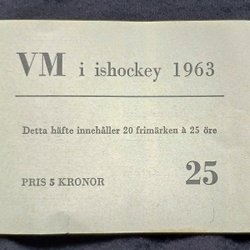 VM i ishockey 1963
Detta häfte innehåller 20 frimärken à 25 öre
PRIS 5 KRONOR
25